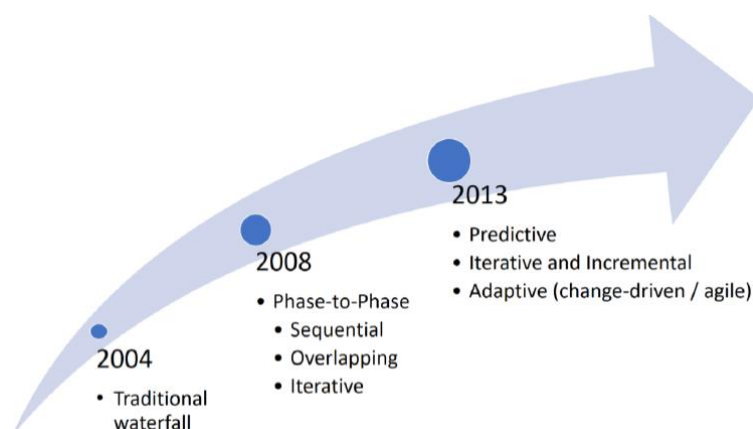 2004
• Traditional
waterfall
2008
• Phase-to-Phase
• Sequential
• Overlapping
• Iterative
2013
• Predictive
• Iterative and Incremental
• Adaptive (change-driven / agile)